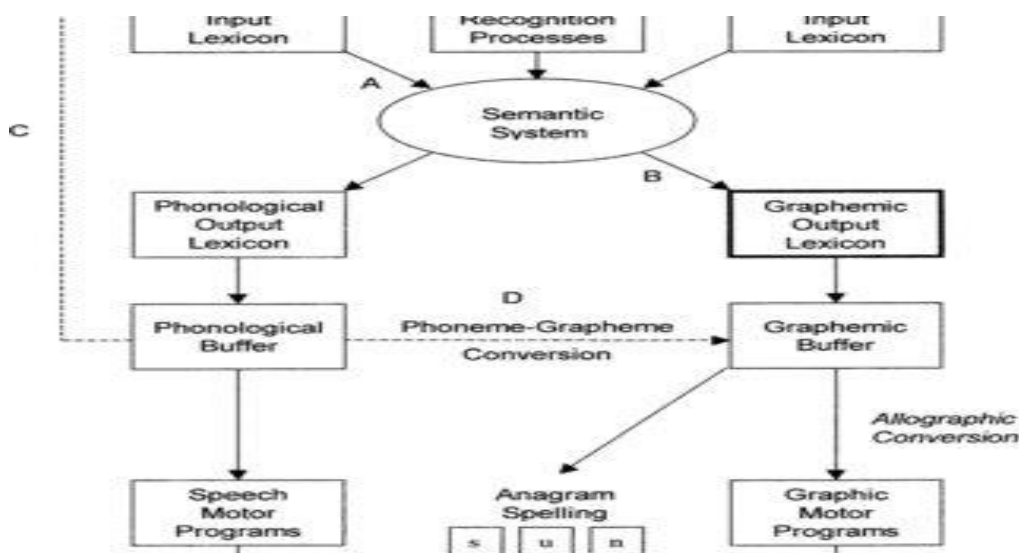 Input
Lexicon
Recognition
Processes
Input
Lexicon
A
C
Semantic
System
B
Phonological
Output
Lexicon
Graphemic
Output
Lexicon
D
Phonological
Buffer
Phoneme-Grapheme
Conversion
Graphemic
Buffer
Allographic
Conversion
Speech
Motor
Programs
Anagram
Spelling
s u n
Graphic
Motor
Programs